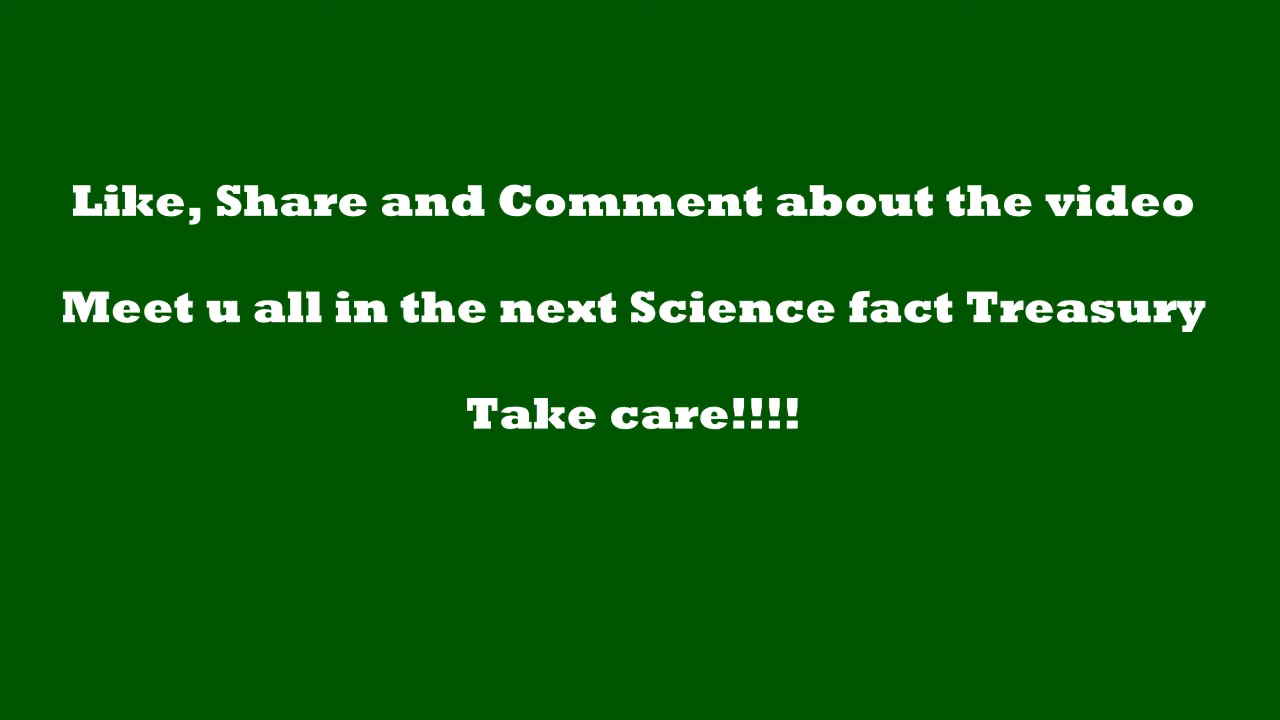 Like, Share and Comment about the video
Meet u all in the next Science fact Treasury
Take care!!!!